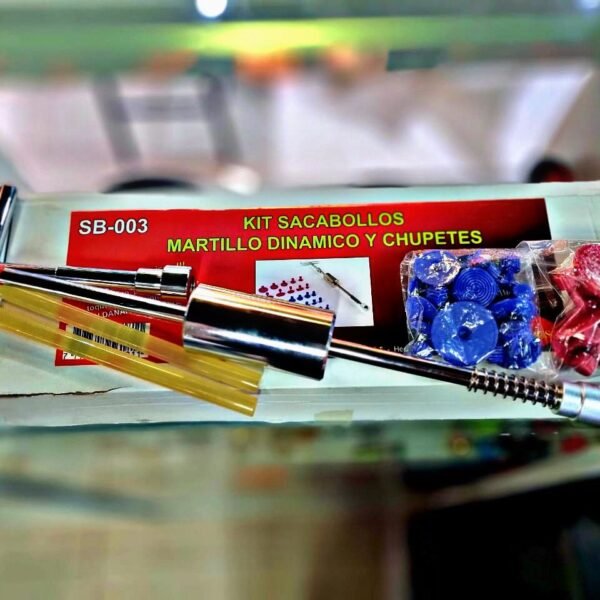 SB-003
KIT SACABOLLOS
MARTILLO DINAMICO Y CHUPETES